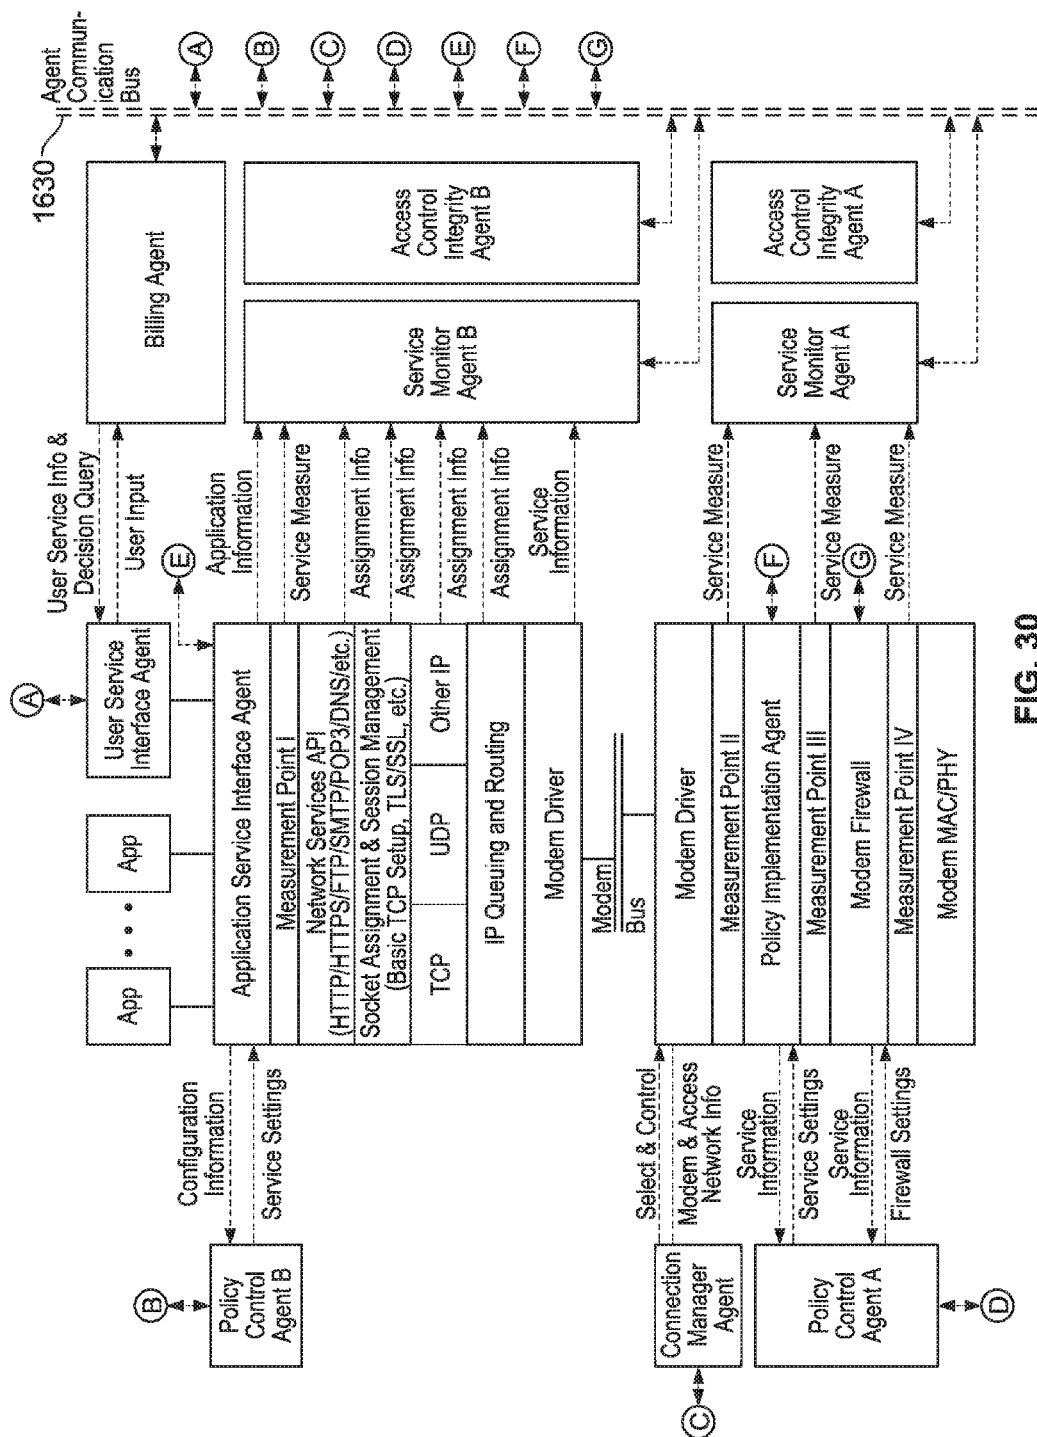 Agent
Commun-
ication
Bus
1630
A
B
C
D
E
F
G
Billing Agent
Access
Control
Integrity
Agent B
Service
Monitor
Agent B
Access
Control
Integrity
Agent A
Service
Monitor
Agent A
User Service Info &
Decision Query
User Input
E
Application
Information
Service Measure
Assignment Info
Assignment Info
Assignment Info
Assignment Info
Service
Information
Service Measure
F
Service Measure
G
Service Measure
A
User Service
Interface Agent
App
App
Application Service Interface Agent
Measurement Point I
Network Services API
(HTTP/HTTPS/FTP/SMTP/POP3/DNS/etc.)
Socket Assignment & Session Management
(Basic TCP Setup, TLS/SSL, etc.)
TCP
UDP
Other IP
IP Queuing and Routing
Modem Driver
Modem
Bus
Modem Driver
Measurement Point II
Policy Implementation Agent
Measurement Point III
Modem Firewall
Measurement Point IV
Modem MAC/PHY
Configuration
Information
Service Settings
Select & Control
Modem & Access
Network Info
Service
Information
Service Settings
Service
Information
Firewall Settings
B
Policy
Control
Agent B
Connection
Manager
Agent
C
Policy
Control
Agent A
D
FIG. 30